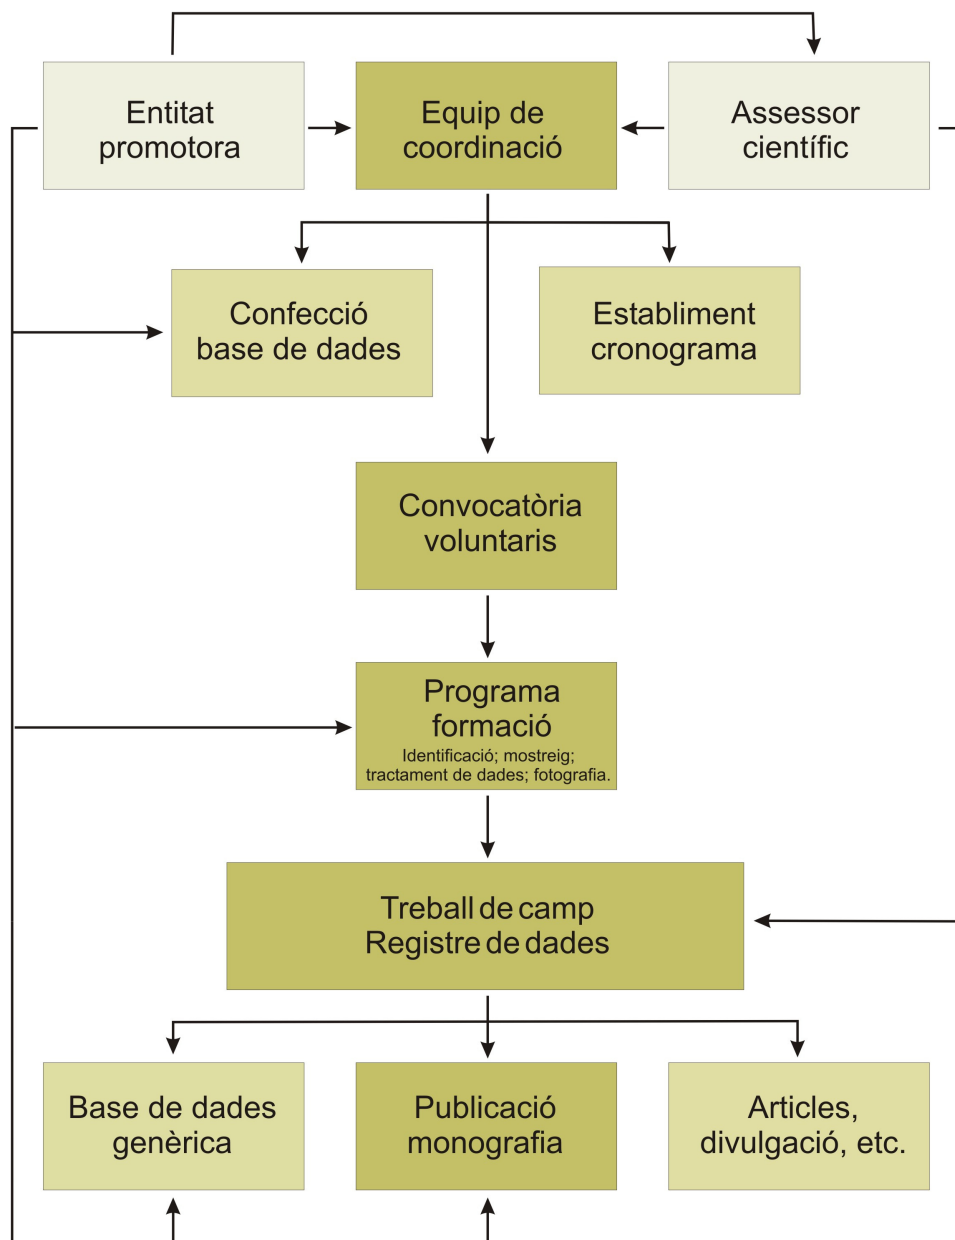 Entitat
promotora
Equip de
coordinació
Assessor
científic
Confecció
base de dades
Establiment
cronograma
Convocatòria
voluntaris
Programa
formació
Identificació; mostreig;
tractament de dades; fotografia.
Treball de camp
Registre de dades
Base de dades
genèrica
Publicació
monografia
Articles,
divulgació, etc.